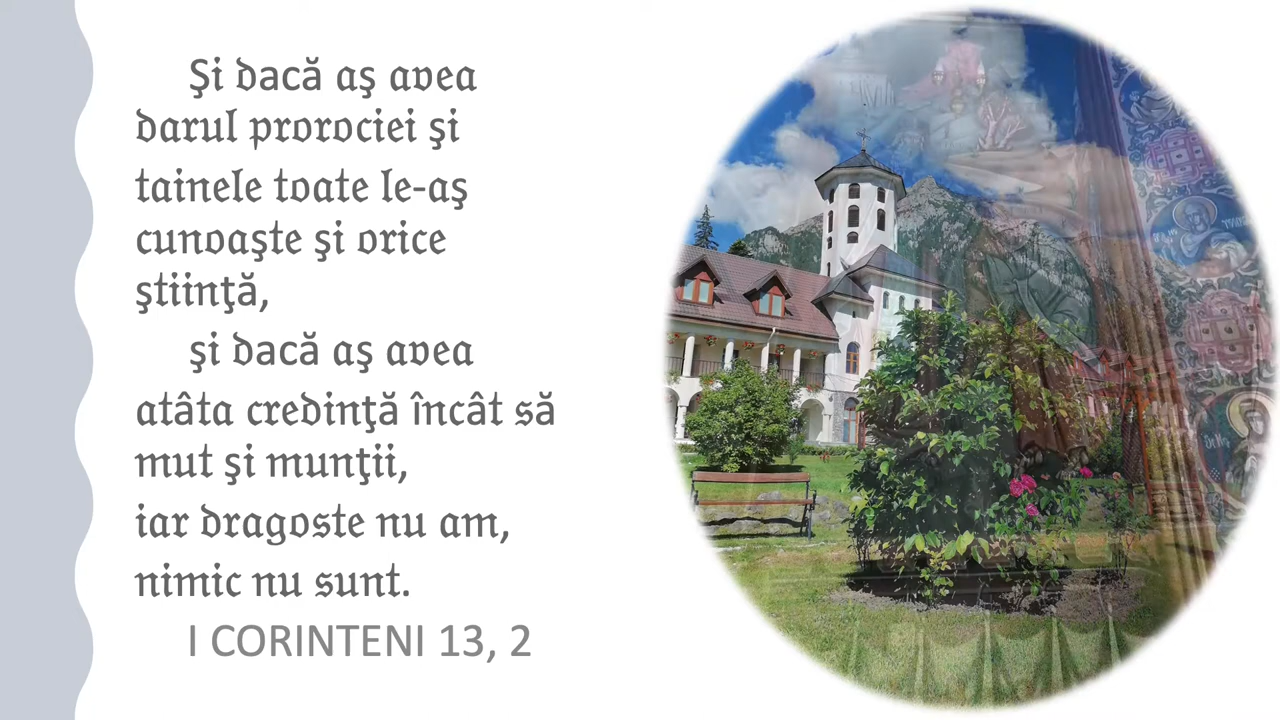 Şi dacă aş avea
darul prorociei şi
tainele toate le-aş
cunoaşte şi orice
ştiinţă,
şi dacă aş avea
atâta credinţă încât să
mut şi munţii,
iar dragoste nu am,
nimic nu sunt.
I CORINTENI 13, 2